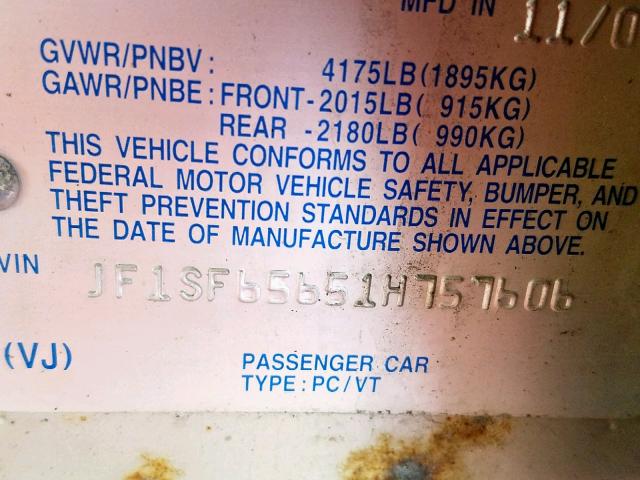 MFD IN 11/0
GVWR/PNBV: 4175LB(1895KG)
GAWR/PNBE: FRONT-2015LB( 915KG)
REAR -2180LB( 990KG)
THIS VEHICLE CONFORMS TO ALL APPLICABLE
FEDERAL MOTOR VEHICLE SAFETY, BUMPER, AND
THEFT PREVENTION STANDARDS IN EFFECT ON
THE DATE OF MANUFACTURE SHOWN ABOVE.
VIN JF1SF65651H757606
(VJ) PASSENGER CAR
TYPE: PC/VT